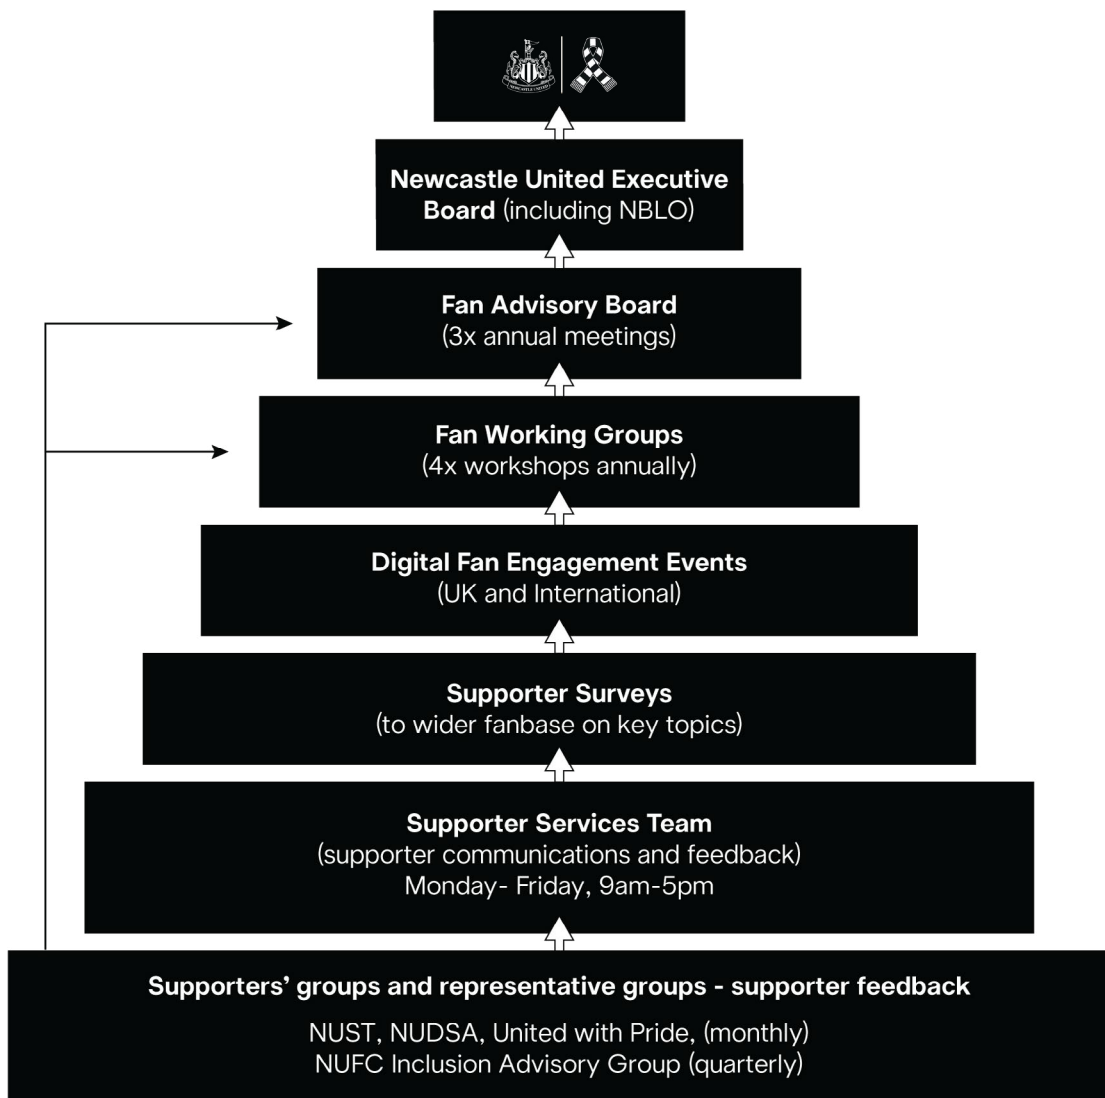 NEWCASTLE UNITED
Newcastle United Executive
Board (including NBLO)
Fan Advisory Board
(3x annual meetings)
Fan Working Groups
(4x workshops annually)
Digital Fan Engagement Events
(UK and International)
Supporter Surveys
(to wider fanbase on key topics)
Supporter Services Team
(supporter communications and feedback)
Monday- Friday, 9am-5pm
Supporters’ groups and representative groups - supporter feedback
NUST, NUDSA, United with Pride, (monthly)
NUFC Inclusion Advisory Group (quarterly)